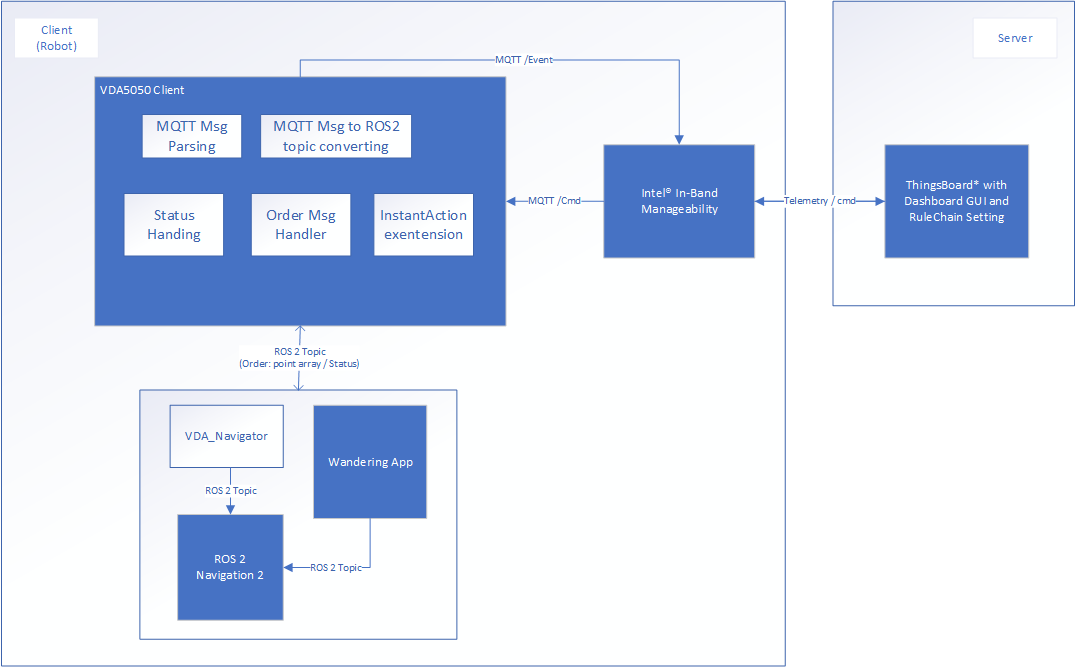 Client
(Robot)
Server
MQTT /Event
VDA5050 Client
MQTT Msg
Parsing
MQTT Msg to ROS2
topic converting
Status
Handing
Order Msg
Handler
InstantAction
exentension
MQTT /Cmd
Intel® In-Band
Manageability
Telemetry / cmd
ThingsBoard* with
Dashboard GUI and
RuleChain Setting
ROS 2 Topic
(Order: point array / Status)
VDA_Navigator
Wandering App
ROS 2 Topic
ROS 2
Navigation 2
ROS 2 Topic